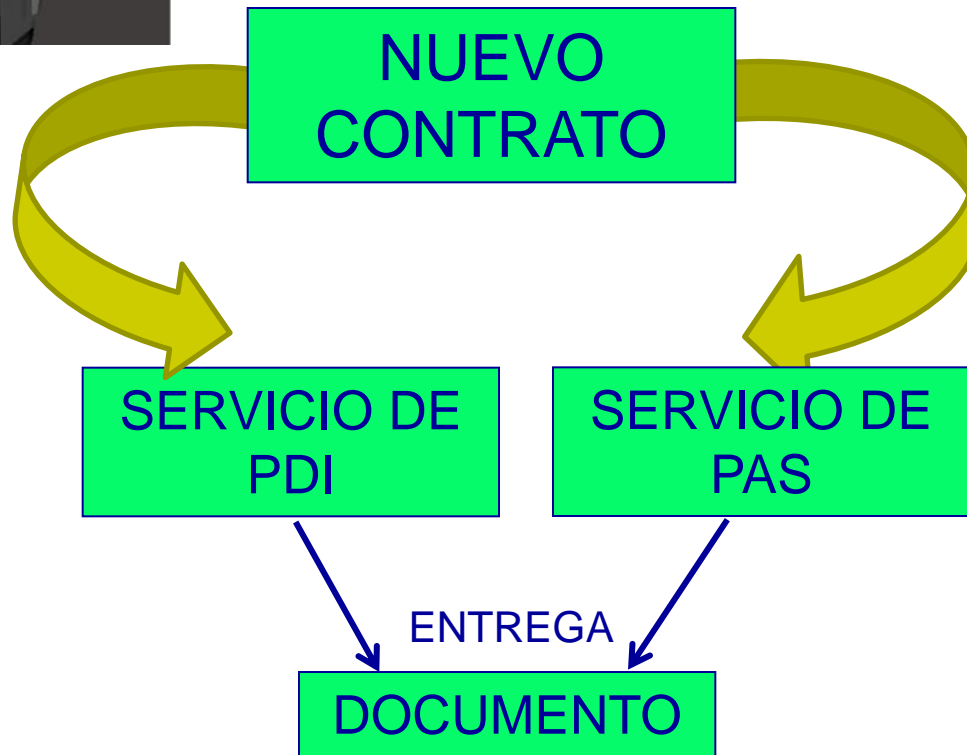 NUEVO
CONTRATO
SERVICIO DE
PDI
SERVICIO DE
PAS
ENTREGA
DOCUMENTO